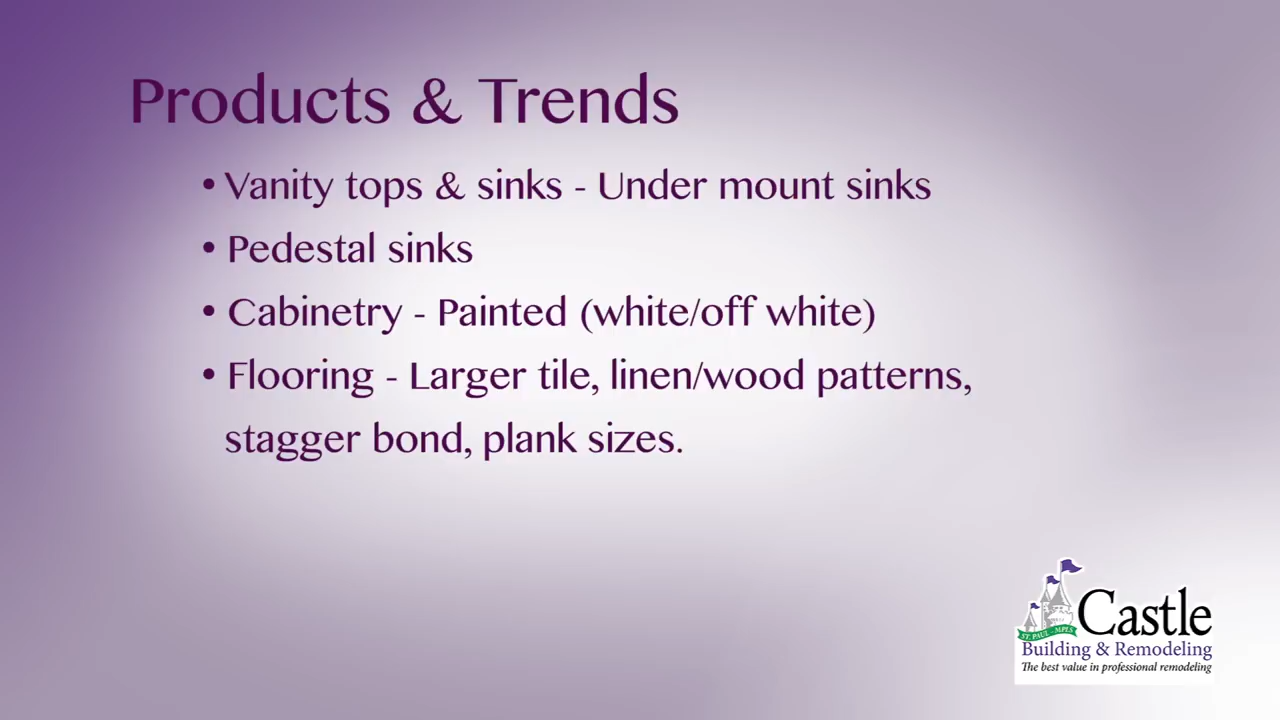 Products & Trends
• Vanity tops & sinks - Under mount sinks
• Pedestal sinks
• Cabinetry - Painted (white/off white)
• Flooring - Larger tile, linen/wood patterns,
stagger bond, plank sizes.
ST. PAUL - MPLS
Castle
Building & Remodeling
The best value in professional remodeling